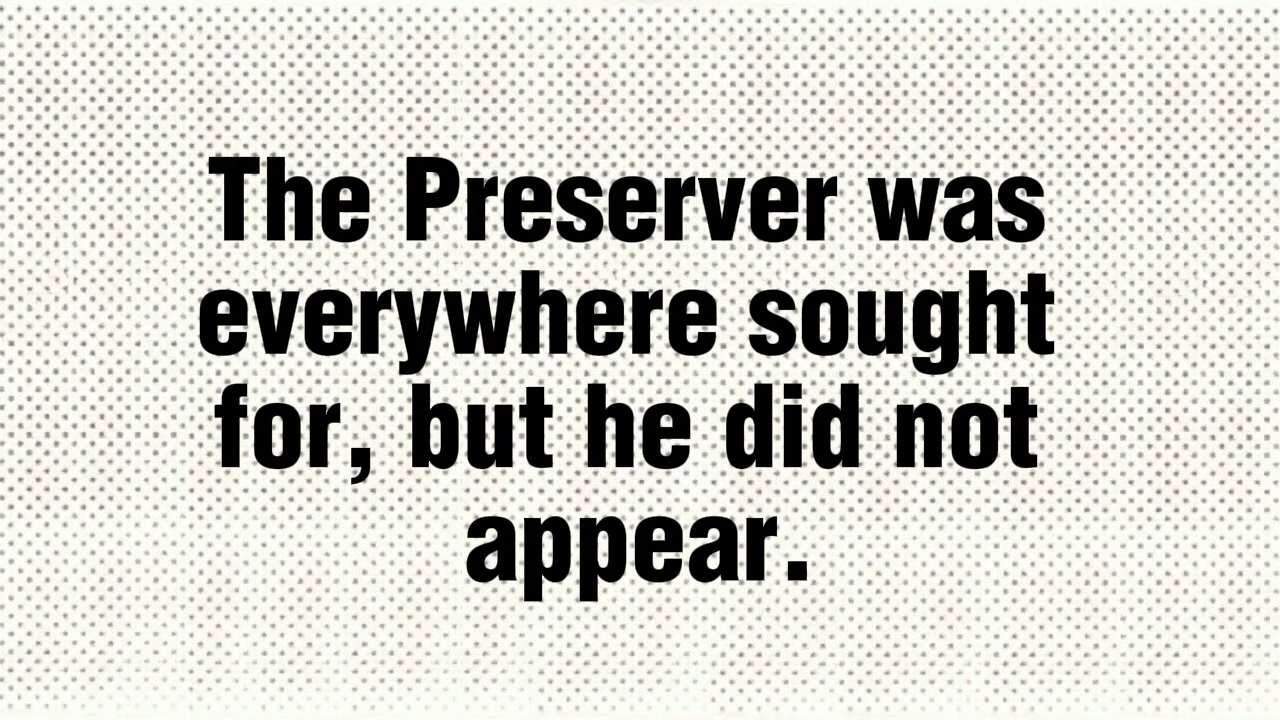 The Preserver was
everywhere sought
for, but he did not
appear.